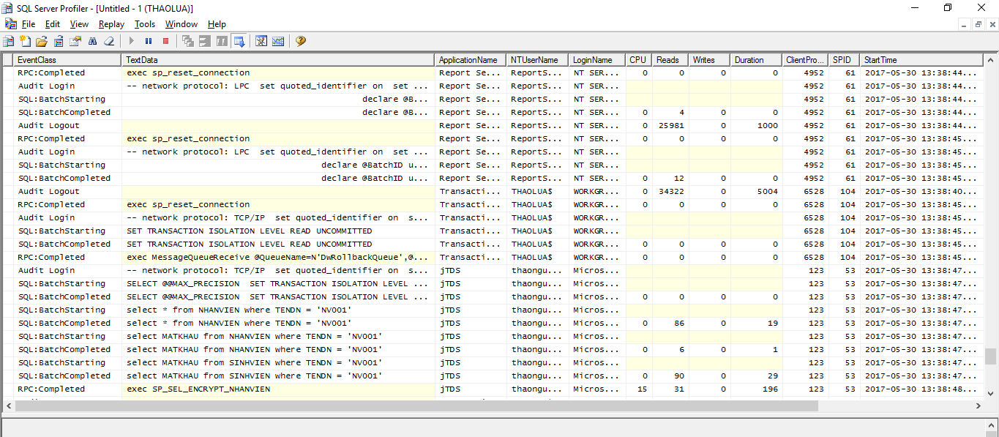 SQL Server Profiler - [Untitled - 1 (THAOLUA)]
File Edit View Replay Tools Window Help
EventClass TextData ApplicationName NTUserName LoginName CPU Reads Writes Duration ClientPro... SPID StartTime
RPC:Completed exec sp_reset_connection Report Se... ReportS... NT SER... 0 0 0 0 4952 61 2017-05-30 13:38:44...
Audit Login -- network protocol: LPC set quoted_identifier on set ... Report Se... ReportS... NT SER... 4952 61 2017-05-30 13:38:44...
SQL:BatchStarting declare @B... Report Se... ReportS... NT SER... 4952 61 2017-05-30 13:38:44...
SQL:BatchCompleted declare @B... Report Se... ReportS... NT SER... 0 4 0 0 4952 61 2017-05-30 13:38:44...
Audit Logout Report Se... ReportS... NT SER... 0 25981 0 1000 4952 61 2017-05-30 13:38:44...
RPC:Completed exec sp_reset_connection Report Se... ReportS... NT SER... 0 0 0 0 4952 61 2017-05-30 13:38:45...
Audit Login -- network protocol: LPC set quoted_identifier on set ... Report Se... ReportS... NT SER... 4952 61 2017-05-30 13:38:45...
SQL:BatchStarting declare @BatchID u... Report Se... ReportS... NT SER... 4952 61 2017-05-30 13:38:45...
SQL:BatchCompleted declare @BatchID u... Report Se... ReportS... NT SER... 0 12 0 0 4952 61 2017-05-30 13:38:45...
Audit Logout Transacti... THAOLUA$ WORKGR... 0 34322 0 5004 6528 104 2017-05-30 13:38:40...
RPC:Completed exec sp_reset_connection Transacti... THAOLUA$ WORKGR... 0 0 0 0 6528 104 2017-05-30 13:38:45...
Audit Login -- network protocol: TCP/IP set quoted_identifier on s... Transacti... THAOLUA$ WORKGR... 6528 104 2017-05-30 13:38:45...
SQL:BatchStarting SET TRANSACTION ISOLATION LEVEL READ UNCOMMITTED Transacti... THAOLUA$ WORKGR... 6528 104 2017-05-30 13:38:45...
SQL:BatchCompleted SET TRANSACTION ISOLATION LEVEL READ UNCOMMITTED Transacti... THAOLUA$ WORKGR... 0 0 0 0 6528 104 2017-05-30 13:38:45...
RPC:Completed exec MessageQueueReceive @QueueName=N'DwRollbackQueue',@... Transacti... THAOLUA$ WORKGR... 0 0 0 0 6528 104 2017-05-30 13:38:45...
Audit Login -- network protocol: TCP/IP set quoted_identifier on s... jTDS thaongu... Micros... 123 53 2017-05-30 13:38:47...
SQL:BatchStarting SELECT @@MAX_PRECISION SET TRANSACTION ISOLATION LEVEL ... jTDS thaongu... Micros... 123 53 2017-05-30 13:38:47...
SQL:BatchCompleted SELECT @@MAX_PRECISION SET TRANSACTION ISOLATION LEVEL ... jTDS thaongu... Micros... 0 0 0 0 123 53 2017-05-30 13:38:47...
SQL:BatchStarting select * from NHANVIEN where TENDN = 'NV001' jTDS thaongu... Micros... 123 53 2017-05-30 13:38:47...
SQL:BatchCompleted select * from NHANVIEN where TENDN = 'NV001' jTDS thaongu... Micros... 0 86 0 19 123 53 2017-05-30 13:38:47...
SQL:BatchStarting select MATKHAU from NHANVIEN where TENDN = 'NV001' jTDS thaongu... Micros... 123 53 2017-05-30 13:38:47...
SQL:BatchCompleted select MATKHAU from NHANVIEN where TENDN = 'NV001' jTDS thaongu... Micros... 0 6 0 1 123 53 2017-05-30 13:38:47...
SQL:BatchStarting select MATKHAU from SINHVIEN where TENDN = 'NV001' jTDS thaongu... Micros... 123 53 2017-05-30 13:38:47...
SQL:BatchCompleted select MATKHAU from SINHVIEN where TENDN = 'NV001' jTDS thaongu... Micros... 0 90 0 29 123 53 2017-05-30 13:38:47...
RPC:Completed exec SP_SEL_ENCRYPT_NHANVIEN jTDS thaongu... Micros... 15 31 0 196 123 53 2017-05-30 13:38:48...